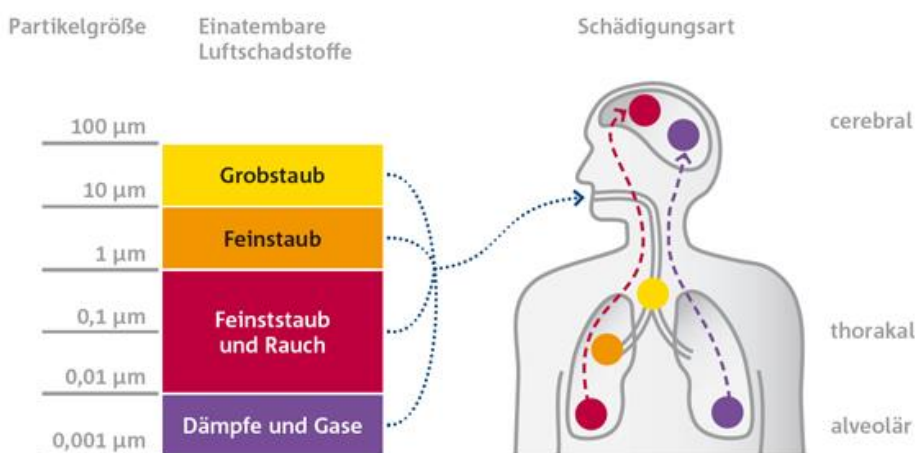 Partikelgröße
Einatembare
Luftschadstoffe
Schädigungsart
100 µm
10 µm
1 µm
0,1 µm
0,01 µm
0,001 µm
Grobstaub
Feinstaub
Feinststaub
und Rauch
Dämpfe und Gase
cerebral
thorakal
alveolär